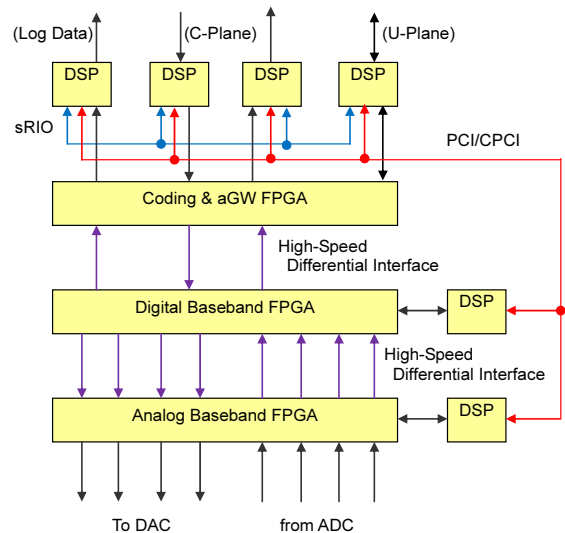 (Log Data)
(C-Plane)
(U-Plane)
DSP
DSP
DSP
DSP
sRIO
PCI/CPCI
Coding & aGW FPGA
High-Speed
Differential Interface
Digital Baseband FPGA
DSP
High-Speed
Differential Interface
Analog Baseband FPGA
DSP
To DAC
from ADC